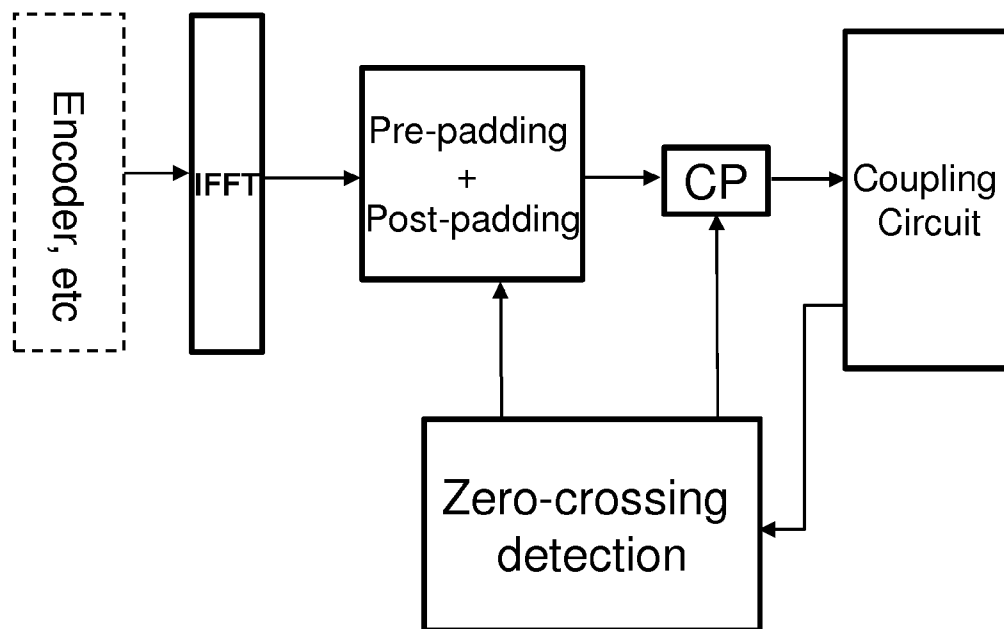 Encoder, etc
IFFT
Pre-padding
+
Post-padding
CP
Coupling
Circuit
Zero-crossing
detection